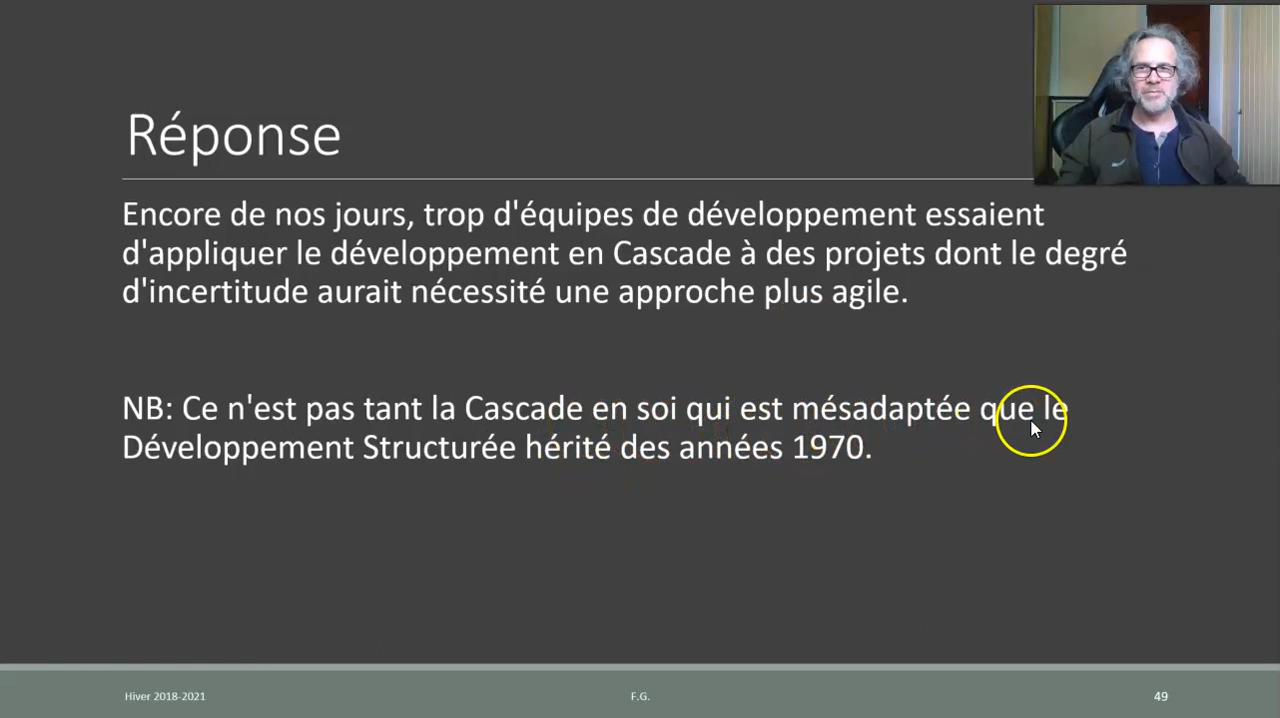 Réponse
Encore de nos jours, trop d'équipes de développement essaient
d'appliquer le développement en Cascade à des projets dont le degré
d'incertitude aurait nécessité une approche plus agile.
NB: Ce n'est pas tant la Cascade en soi qui est mésadaptée que le
Développement Structurée hérité des années 1970.
Hiver 2018-2021
F.G.
49